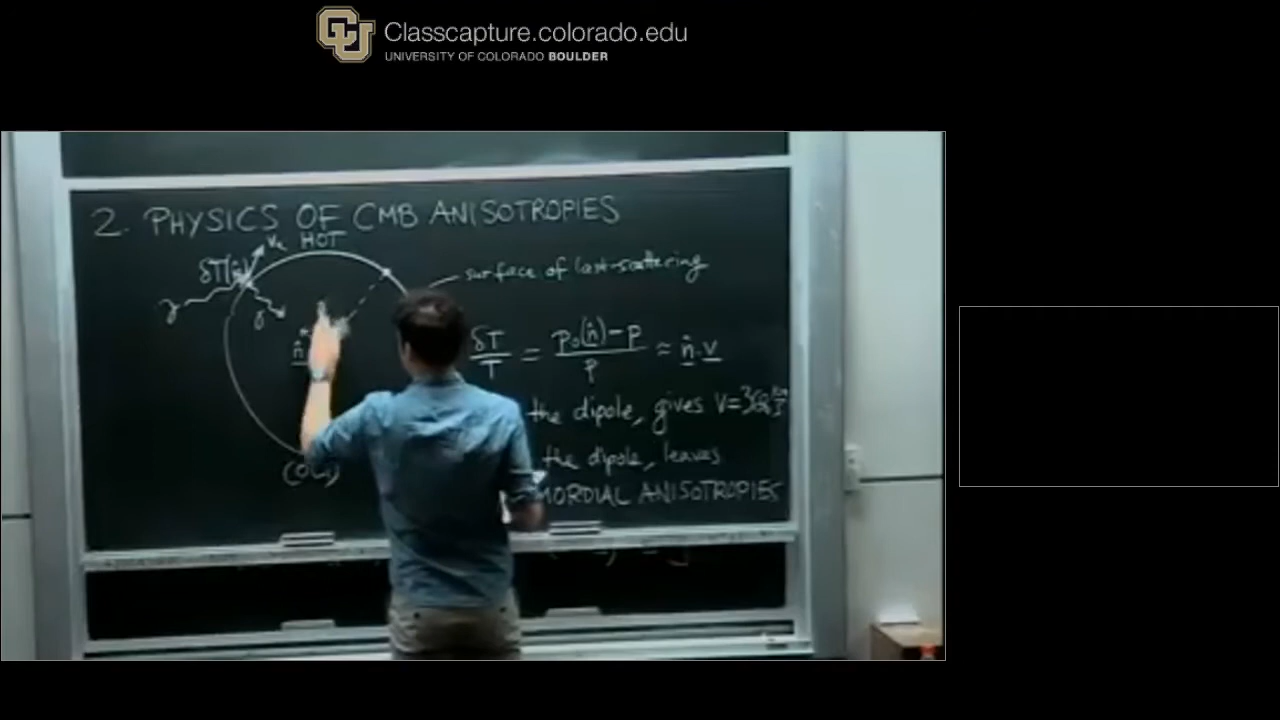 Classcapture.colorado.edu
UNIVERSITY OF COLORADO BOULDER
2. PHYSICS OF CMB ANISOTROPIES
HOT
surface of last-scattering
γ
γ
n̂
δT/T = (p₀(n̂) − p)/p ≈ n̂·v
the dipole, gives V=
the dipole, leaves
MORDIAL ANISOTROPIES